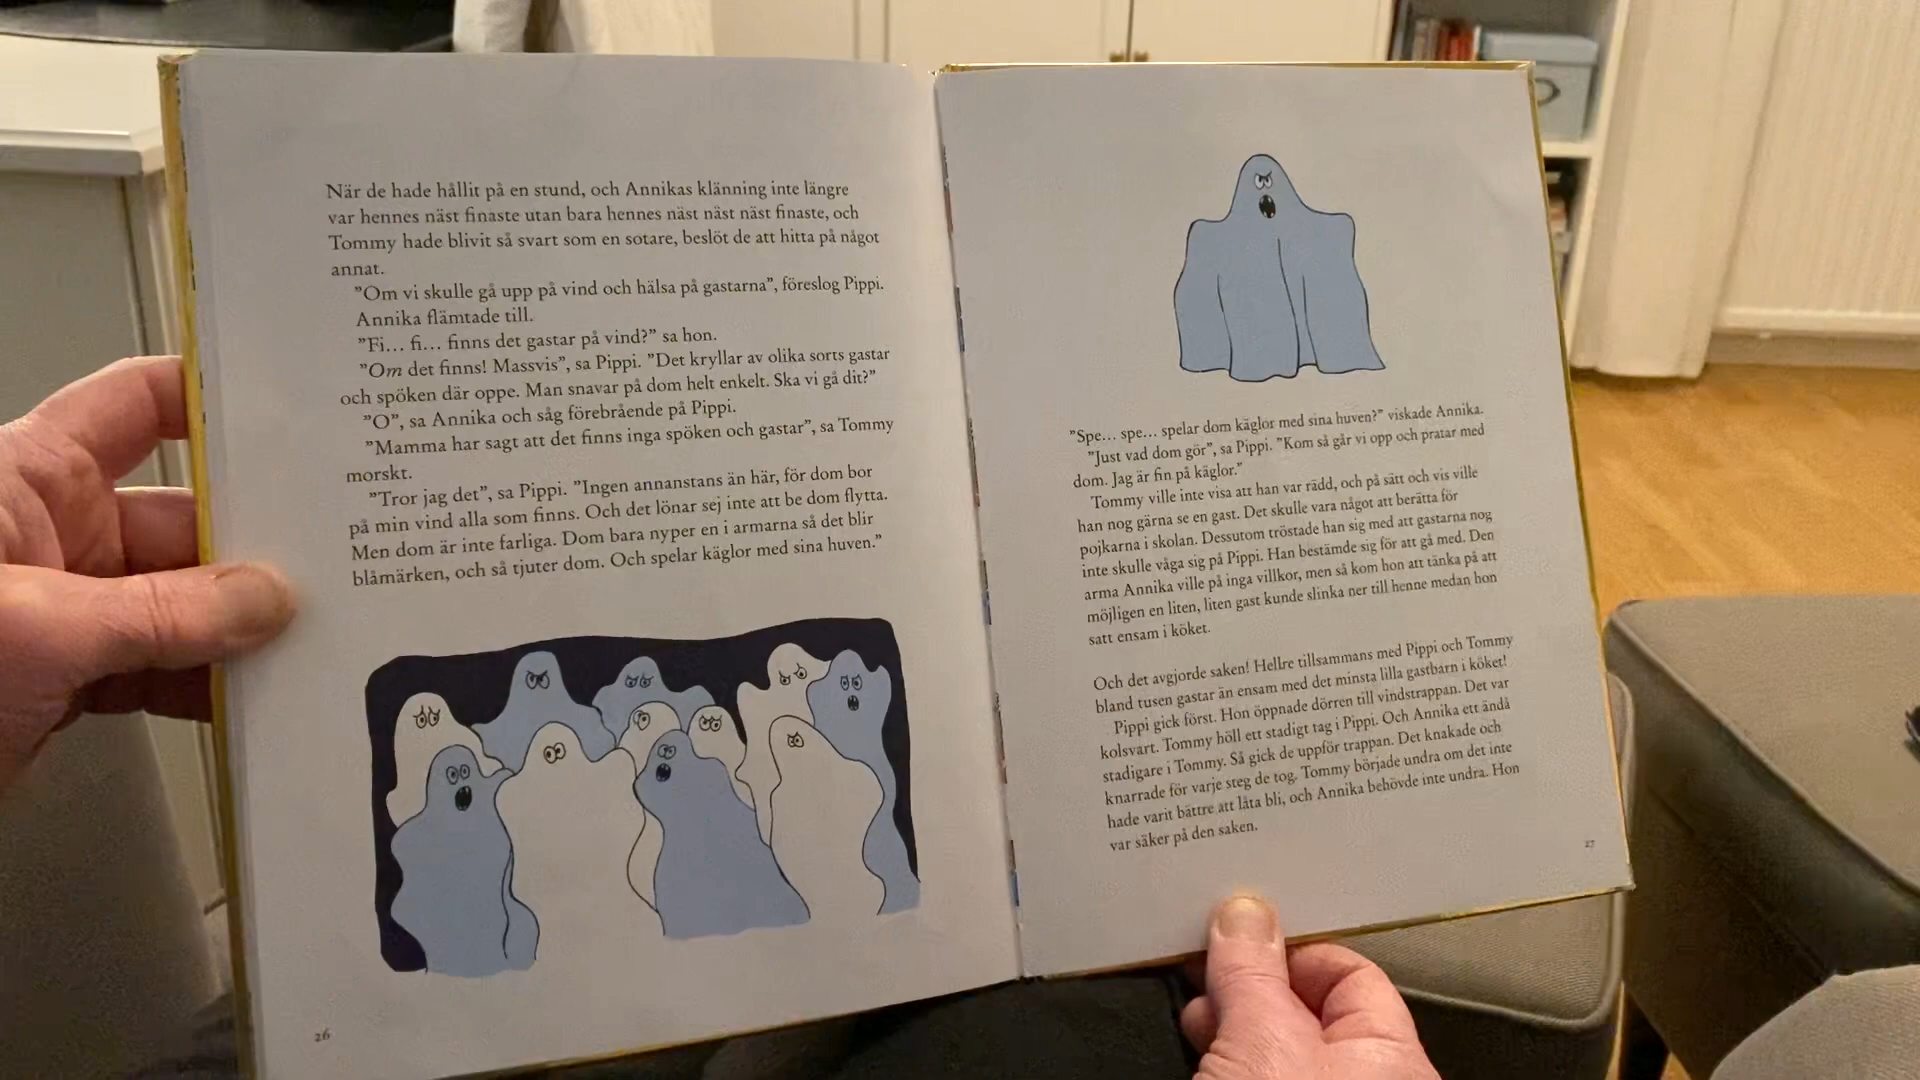 När de hade hållit på en stund, och Annikas klänning inte längre
var hennes näst finaste utan bara hennes näst näst näst finaste, och
Tommy hade blivit så svart som en sotare, beslöt de att hitta på något
annat.
”Om vi skulle gå upp på vind och hälsa på gastarna”, föreslog Pippi.
Annika flämtade till.
”Fi… fi… finns det gastar på vind?” sa hon.
”Om det finns! Massvis”, sa Pippi. ”Det kryllar av olika sorts gastar
och spöken där oppe. Man snavar på dom helt enkelt. Ska vi gå dit?”
”O”, sa Annika och såg förebrående på Pippi.
”Mamma har sagt att det finns inga spöken och gastar”, sa Tommy
morskt.
”Tror jag det”, sa Pippi. ”Ingen annanstans än här, för dom bor
på min vind alla som finns. Och det lönar sej inte att be dom flytta.
Men dom är inte farliga. Dom bara nyper en i armarna så det blir
blåmärken, och så tjuter dom. Och spelar käglor med sina huven.”
26
”Spe… spe… spelar dom käglor med sina huven?” viskade Annika.
”Just vad dom gör”, sa Pippi. ”Kom så går vi opp och pratar med
dom. Jag är fin på käglor.”
Tommy ville inte visa att han var rädd, och på sätt och vis ville
han nog gärna se en gast. Det skulle vara något att berätta för
pojkarna i skolan. Dessutom tröstade han sig med att gastarna nog
inte skulle våga sig på Pippi. Han bestämde sig för att gå med. Den
arma Annika ville på inga villkor, men så kom hon att tänka på att
möjligen en liten, liten gast kunde slinka ner till henne medan hon
satt ensam i köket.
Och det avgjorde saken! Hellre tillsammans med Pippi och Tommy
bland tusen gastar än ensam med det minsta lilla gastbarn i köket!
Pippi gick först. Hon öppnade dörren till vindstrappan. Det var
kolsvart. Tommy höll ett stadigt tag i Pippi. Och Annika ett ändå
stadigare i Tommy. Så gick de uppför trappan. Det knakade och
knarrade för varje steg de tog. Tommy började undra om det inte
hade varit bättre att låta bli, och Annika behövde inte undra. Hon
var säker på den saken.
27